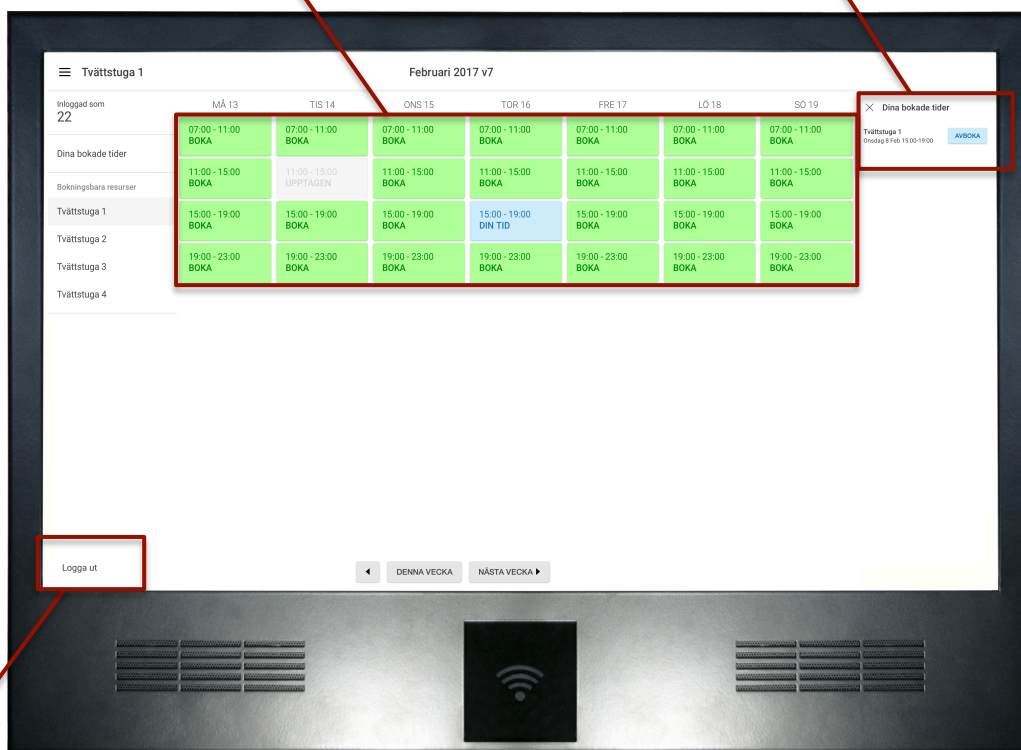 Tvättstuga 1
Februari 2017 v7
Inloggad som
22
Dina bokade tider
Bokningsbara resurser
Tvättstuga 1
Tvättstuga 2
Tvättstuga 3
Tvättstuga 4
Logga ut
MÅ 13 TIS 14 ONS 15 TOR 16 FRE 17 LÖ 18 SÖ 19
07:00 - 11:00 07:00 - 11:00 07:00 - 11:00 07:00 - 11:00 07:00 - 11:00 07:00 - 11:00 07:00 - 11:00
BOKA BOKA BOKA BOKA BOKA BOKA BOKA
11:00 - 15:00 11:00 - 15:00 11:00 - 15:00 11:00 - 15:00 11:00 - 15:00 11:00 - 15:00 11:00 - 15:00
BOKA UPPTAGEN BOKA BOKA BOKA BOKA BOKA
15:00 - 19:00 15:00 - 19:00 15:00 - 19:00 15:00 - 19:00 15:00 - 19:00 15:00 - 19:00 15:00 - 19:00
BOKA BOKA BOKA DIN TID BOKA BOKA BOKA
19:00 - 23:00 19:00 - 23:00 19:00 - 23:00 19:00 - 23:00 19:00 - 23:00 19:00 - 23:00 19:00 - 23:00
BOKA BOKA BOKA BOKA BOKA BOKA BOKA
DENNA VECKA NÄSTA VECKA
Dina bokade tider
Tvättstuga 1
Onsdag 8 Feb 15:00-19:00
AVBOKA